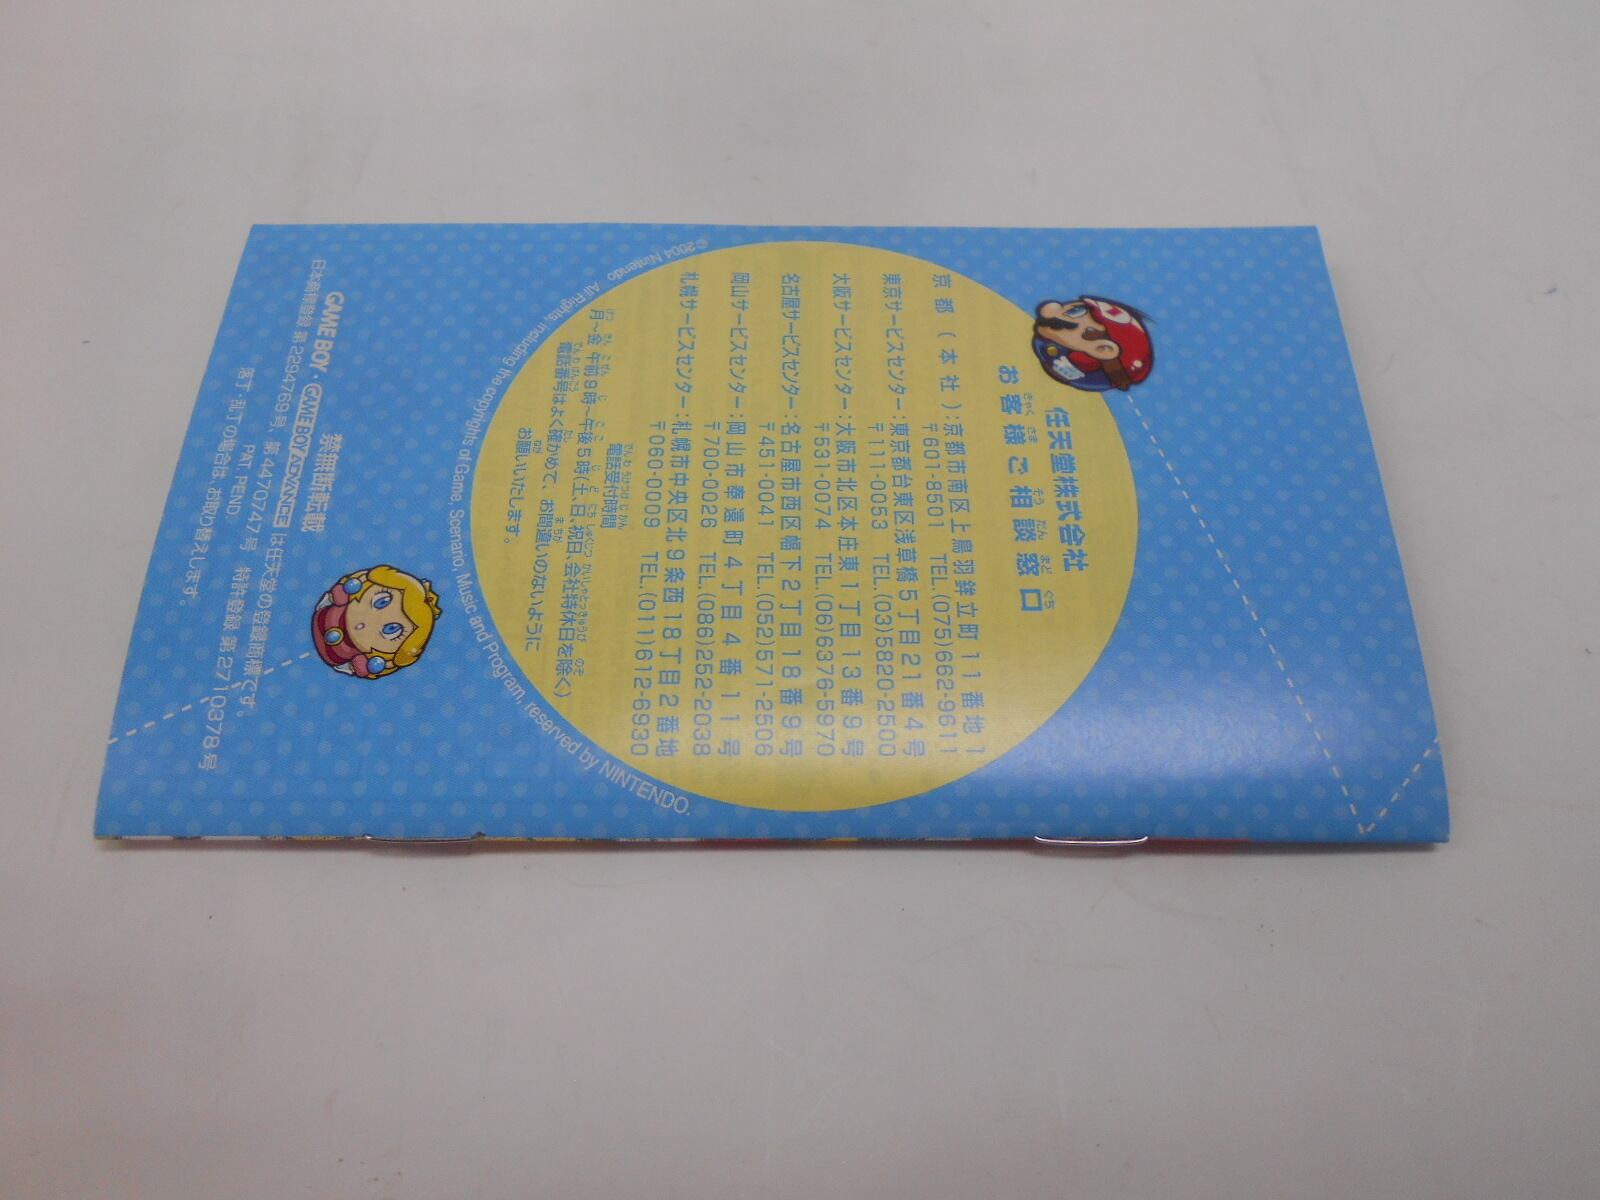 任天堂株式会社
お客様ご相談窓口
京都(本社):京都市南区上鳥羽鉾立町11番地1
〒601-8501 TEL.(075)662-9611
東京サービスセンター:東京都台東区浅草橋5丁目21番4号
〒111-0053 TEL.(03)5820-2500
大阪サービスセンター:大阪市北区本庄東1丁目13番9号
〒531-0074 TEL.(06)6376-5970
名古屋サービスセンター:名古屋市西区幅下2丁目18番9号
〒451-0041 TEL.(052)571-2506
岡山サービスセンター:岡山市奉還町4丁目4番11号
〒700-0026 TEL.(086)252-2038
札幌サービスセンター:札幌市中央区北9条西18丁目2番地
〒060-0009 TEL.(011)612-6930
電話受付時間
月~金 午前9時~午後5時(土、日、祝日、会社特休日を除く)
電話番号はよく確かめて、お間違いのないように
お願いいたします。
©2004 Nintendo All Rights, including the copyrights of Game, Scenario, Music and Program, reserved by NINTENDO.
禁無断転載
GAME BOY・GAME BOY ADVANCEは任天堂の登録商標です。
日本商標登録 第2294769号、第4470747号 特許登録 第2710378号
PAT. PEND.
落丁・乱丁の場合は、お取り替えします。